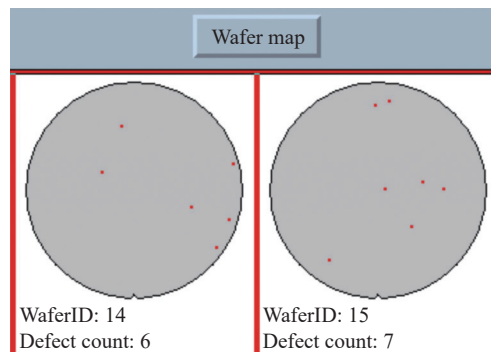 Wafer map
WaferID: 14
Defect count: 6
WaferID: 15
Defect count: 7